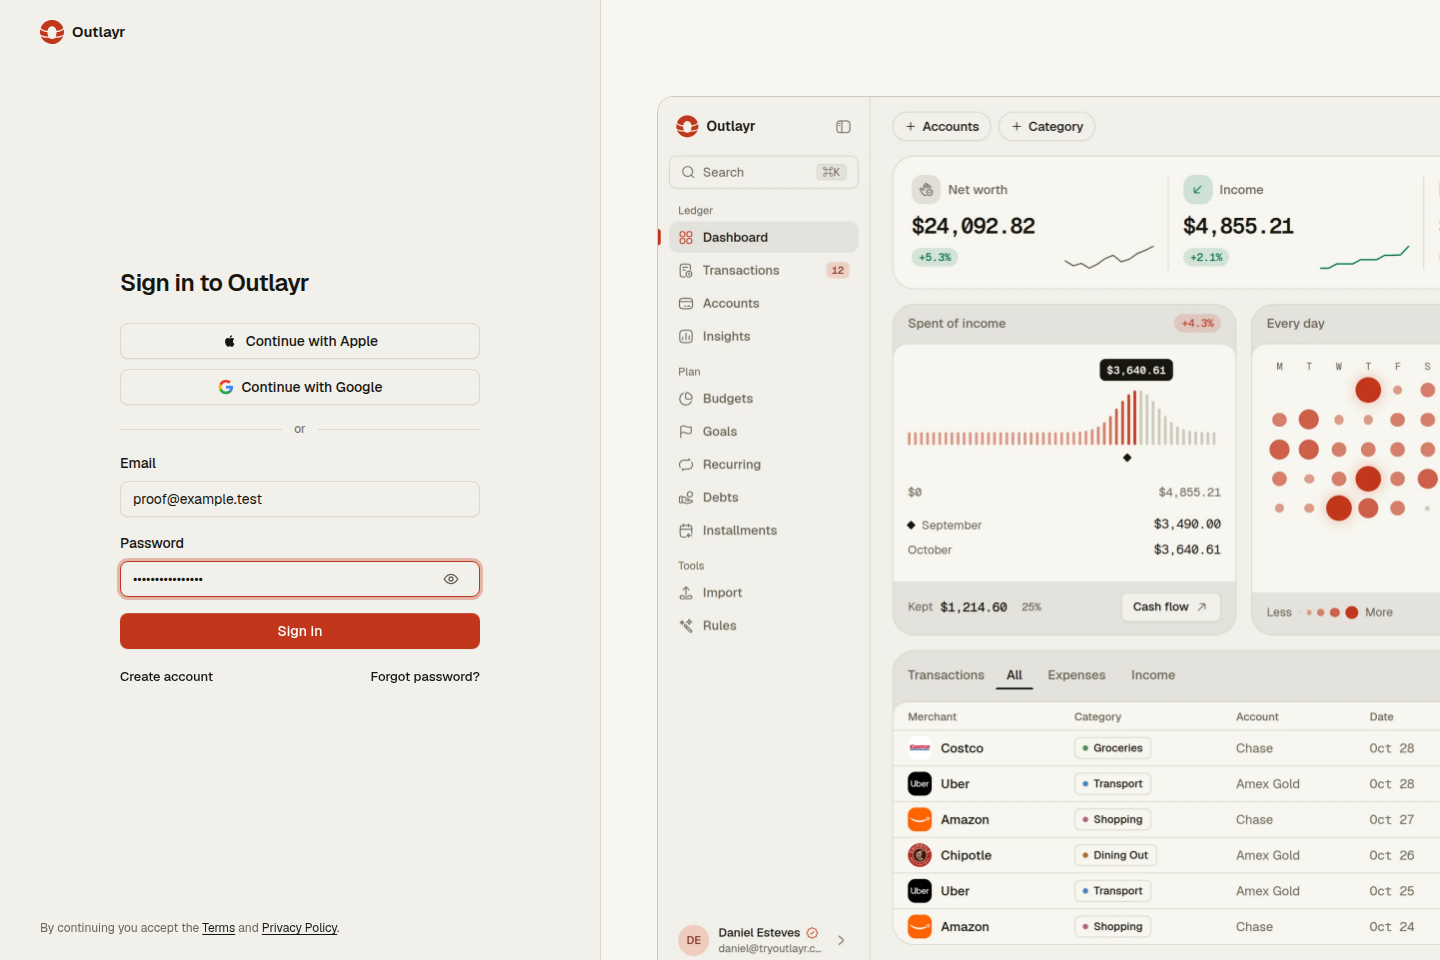 Outlayr
Sign in to Outlayr
Continue with Apple
Continue with Google
or
Email
proof@example.test
Password
••••••••••••••••
Sign in
Create account Forgot password?
By continuing you accept the Terms and Privacy Policy.
Outlayr
Search ⌘K
Ledger
Dashboard
Transactions 12
Accounts
Insights
Plan
Budgets
Goals
Recurring
Debts
Installments
Tools
Import
Rules
DE Daniel Esteves
daniel@tryoutlayr.c...
+ Accounts + Category
Net worth Income
$24,092.82 $4,855.21
+5.3% +2.1%
Spent of income +4.3%
$3,640.61
$0 $4,855.21
September $3,490.00
October $3,640.61
Kept $1,214.60 25% Cash flow
Every day
M T W T F S
Less More
Transactions All Expenses Income
Merchant Category Account Date
Costco Groceries Chase Oct 28
Uber Uber Transport Amex Gold Oct 28
Amazon Shopping Chase Oct 27
Chipotle Dining Out Amex Gold Oct 26
Uber Uber Transport Amex Gold Oct 25
Amazon Shopping Chase Oct 24